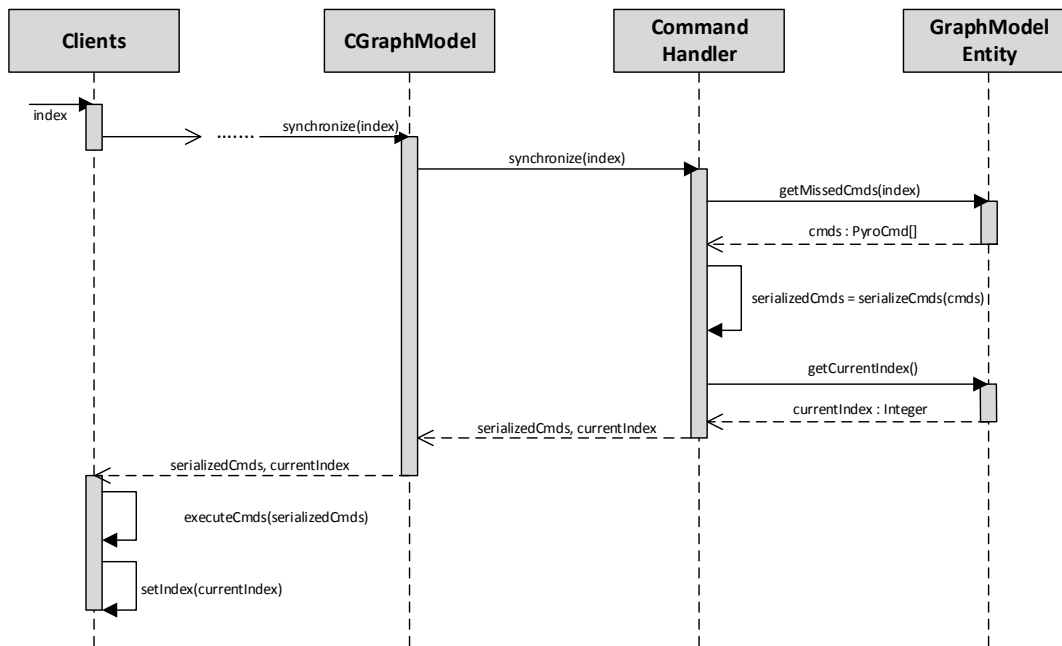 Clients
CGraphModel
Command
Handler
GraphModel
Entity
index
.......
synchronize(index)
synchronize(index)
getMissedCmds(index)
cmds : PyroCmd[]
serializedCmds = serializeCmds(cmds)
getCurrentIndex()
currentIndex : Integer
serializedCmds, currentIndex
serializedCmds, currentIndex
executeCmds(serializedCmds)
setIndex(currentIndex)